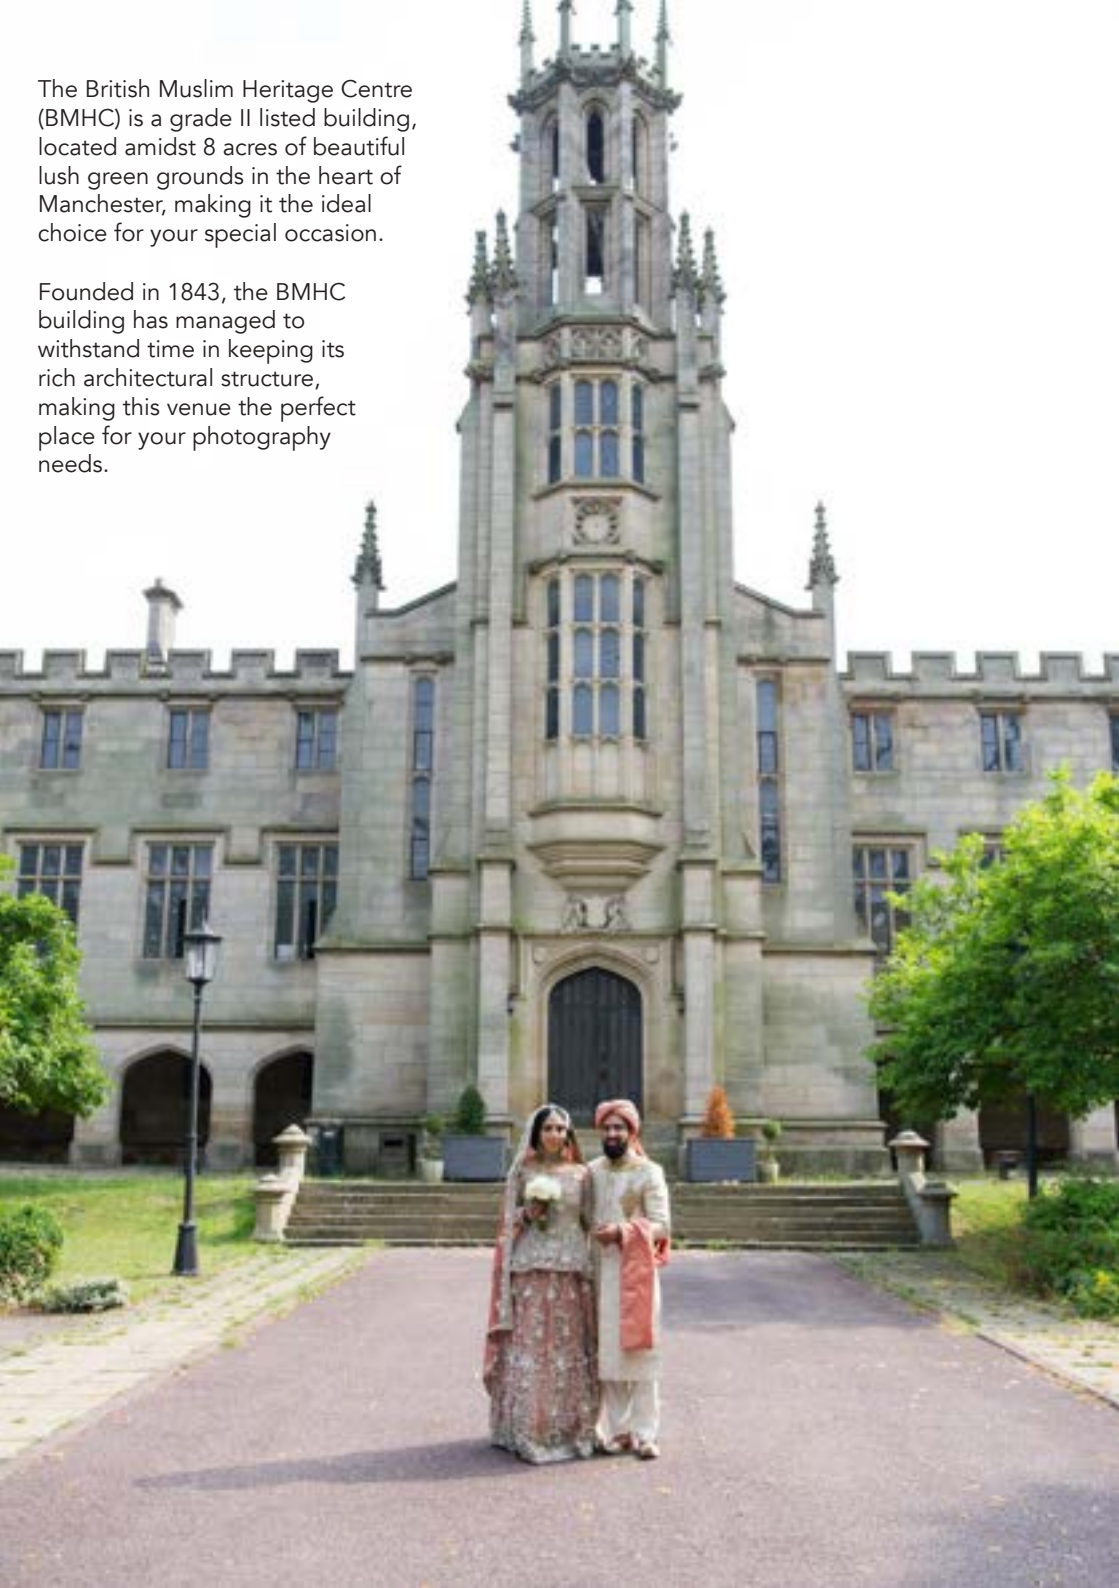 The British Muslim Heritage Centre
(BMHC) is a grade II listed building,
located amidst 8 acres of beautiful
lush green grounds in the heart of
Manchester, making it the ideal
choice for your special occasion.
Founded in 1843, the BMHC
building has managed to
withstand time in keeping its
rich architectural structure,
making this venue the perfect
place for your photography
needs.